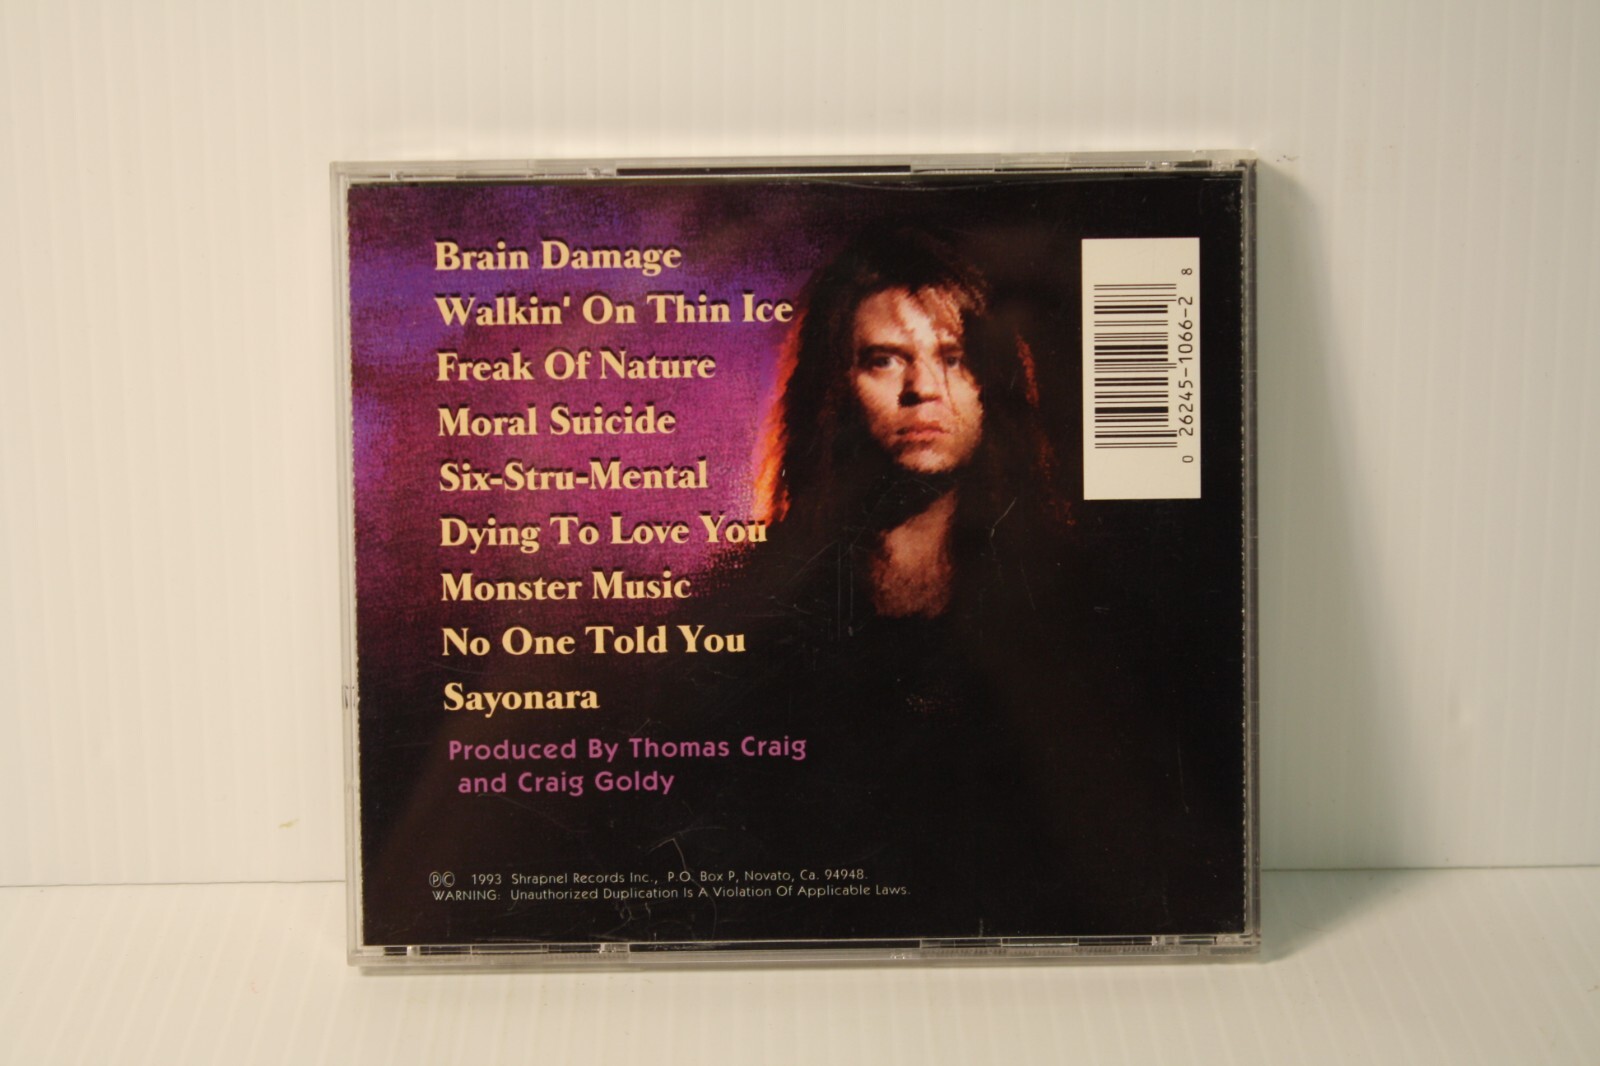 Brain Damage
Walkin' On Thin Ice
Freak Of Nature
Moral Suicide
Six-Stru-Mental
Dying To Love You
Monster Music
No One Told You
Sayonara
Produced By Thomas Craig
and Craig Goldy
℗© 1993 Shrapnel Records Inc., P.O. Box P, Novato, Ca. 94948.
WARNING: Unauthorized Duplication Is A Violation Of Applicable Laws.
0 26245-1066-2 8